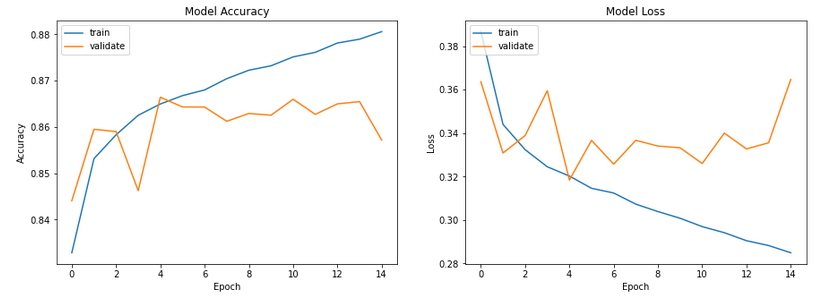 Model Accuracy
train
validate
0.88
0.87
0.86
0.85
0.84
Accuracy
0 2 4 6 8 10 12 14
Epoch
Model Loss
train
validate
0.38
0.36
0.34
0.32
0.30
0.28
Loss
0 2 4 6 8 10 12 14
Epoch